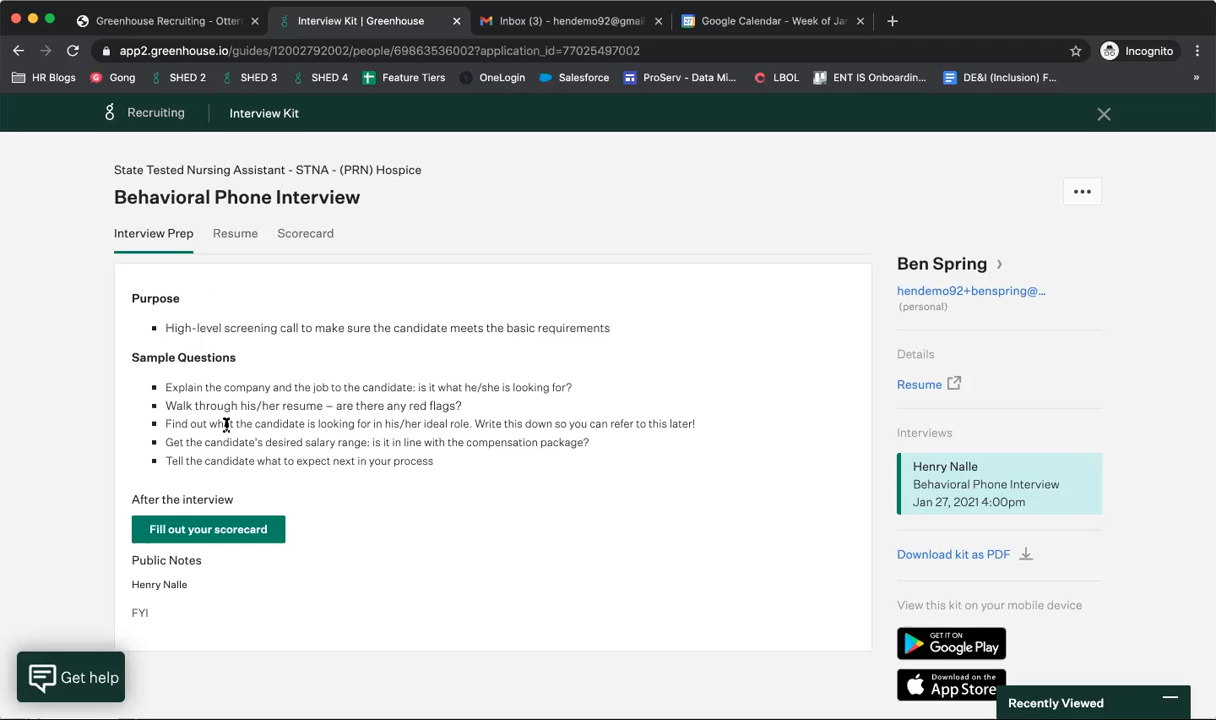 Greenhouse Recruiting - Otter
Interview Kit | Greenhouse
Inbox (3) - hendemo92@gmail
Google Calendar - Week of Jan
app2.greenhouse.io/guides/12002792002/people/69863536002?application_id=77025497002
Incognito
HR Blogs
Gong
SHED 2
SHED 3
SHED 4
Feature Tiers
OneLogin
Salesforce
ProServ - Data Mi...
LBOL
ENT IS Onboardin...
DE&I (Inclusion) F...
»
Recruiting
Interview Kit
State Tested Nursing Assistant - STNA - (PRN) Hospice
Behavioral Phone Interview
Interview Prep
Resume
Scorecard
Purpose
▪ High-level screening call to make sure the candidate meets the basic requirements
Sample Questions
▪ Explain the company and the job to the candidate: is it what he/she is looking for?
▪ Walk through his/her resume – are there any red flags?
▪ Find out what the candidate is looking for in his/her ideal role. Write this down so you can refer to this later!
▪ Get the candidate's desired salary range: is it in line with the compensation package?
▪ Tell the candidate what to expect next in your process
After the interview
Fill out your scorecard
Public Notes
Henry Nalle
FYI
Ben Spring ›
hendemo92+benspring@...
(personal)
Details
Resume
Interviews
Henry Nalle
Behavioral Phone Interview
Jan 27, 2021 4:00pm
Download kit as PDF
View this kit on your mobile device
GET IT ON
Google Play
Download on the
App Store
Get help
Recently Viewed